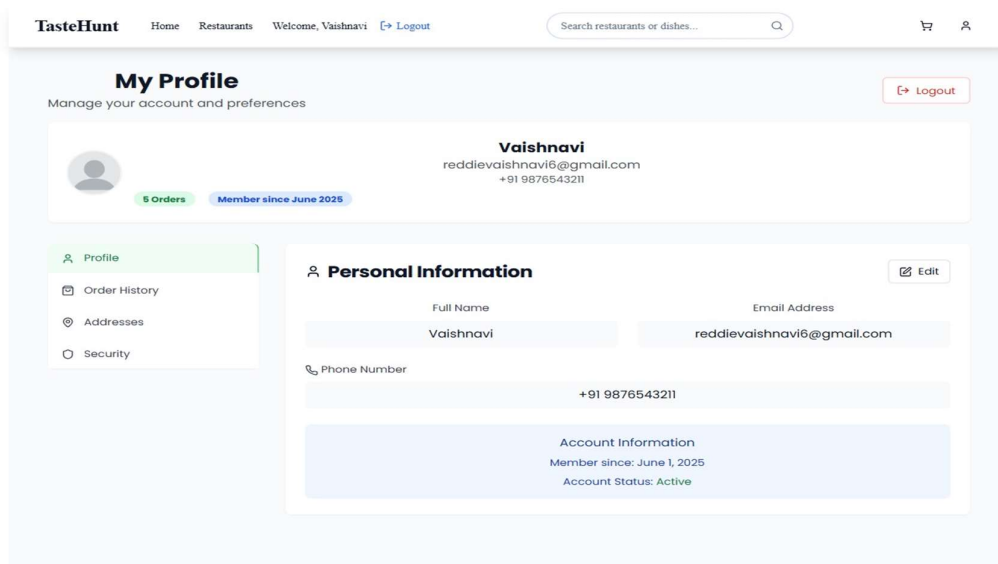 TasteHunt Home Restaurants Welcome, Vaishnavi Logout Search restaurants or dishes...
My Profile
Manage your account and preferences
Logout
Vaishnavi
reddievaishnavi6@gmail.com
+91 9876543211
5 Orders Member since June 2025
Profile
Order History
Addresses
Security
Personal Information
Edit
Full Name
Vaishnavi
Email Address
reddievaishnavi6@gmail.com
Phone Number
+91 9876543211
Account Information
Member since: June 1, 2025
Account Status: Active